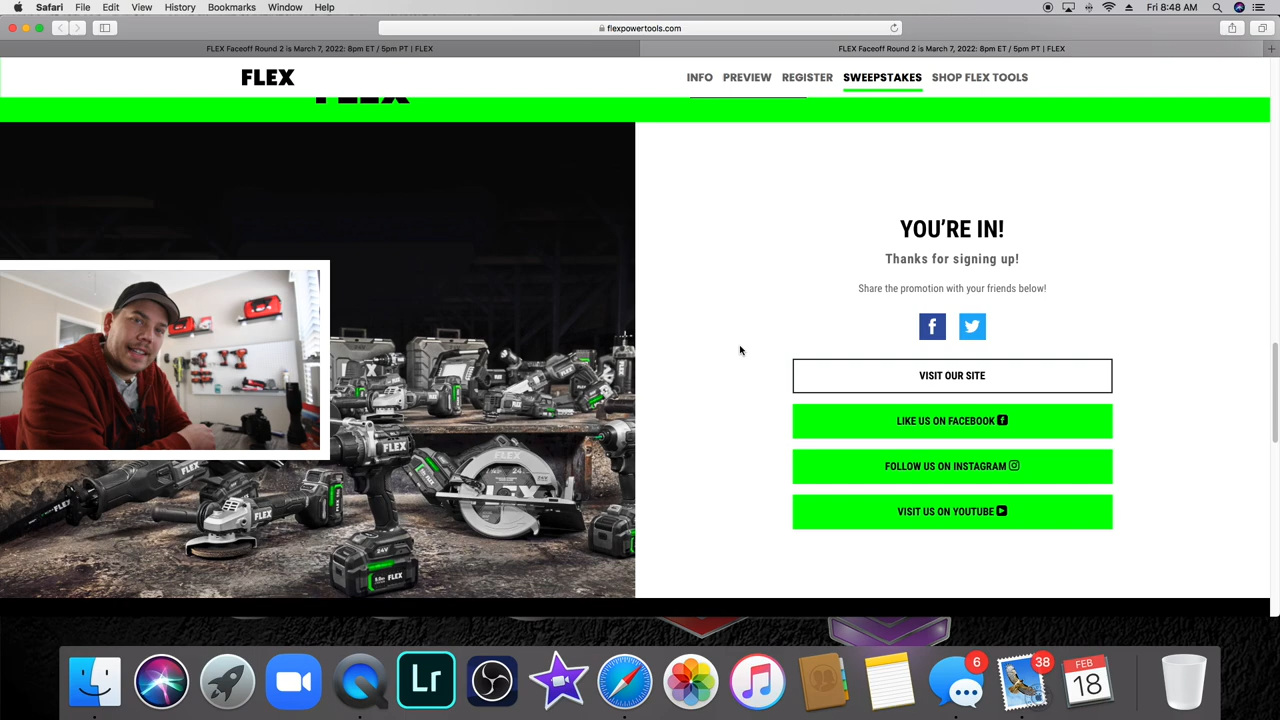 Safari File Edit View History Bookmarks Window Help
Fri 8:48 AM
flexpowertools.com
FLEX Faceoff Round 2 is March 7, 2022: 8pm ET / 5pm PT | FLEX
FLEX Faceoff Round 2 is March 7, 2022: 8pm ET / 5pm PT | FLEX
FLEX
INFO PREVIEW REGISTER SWEEPSTAKES SHOP FLEX TOOLS
FLEX
YOU’RE IN!
Thanks for signing up!
Share the promotion with your friends below!
VISIT OUR SITE
LIKE US ON FACEBOOK
FOLLOW US ON INSTAGRAM
VISIT US ON YOUTUBE
FLEX
FLEX
FLEX
24V
FLEX
Lr
6
38
FEB
18